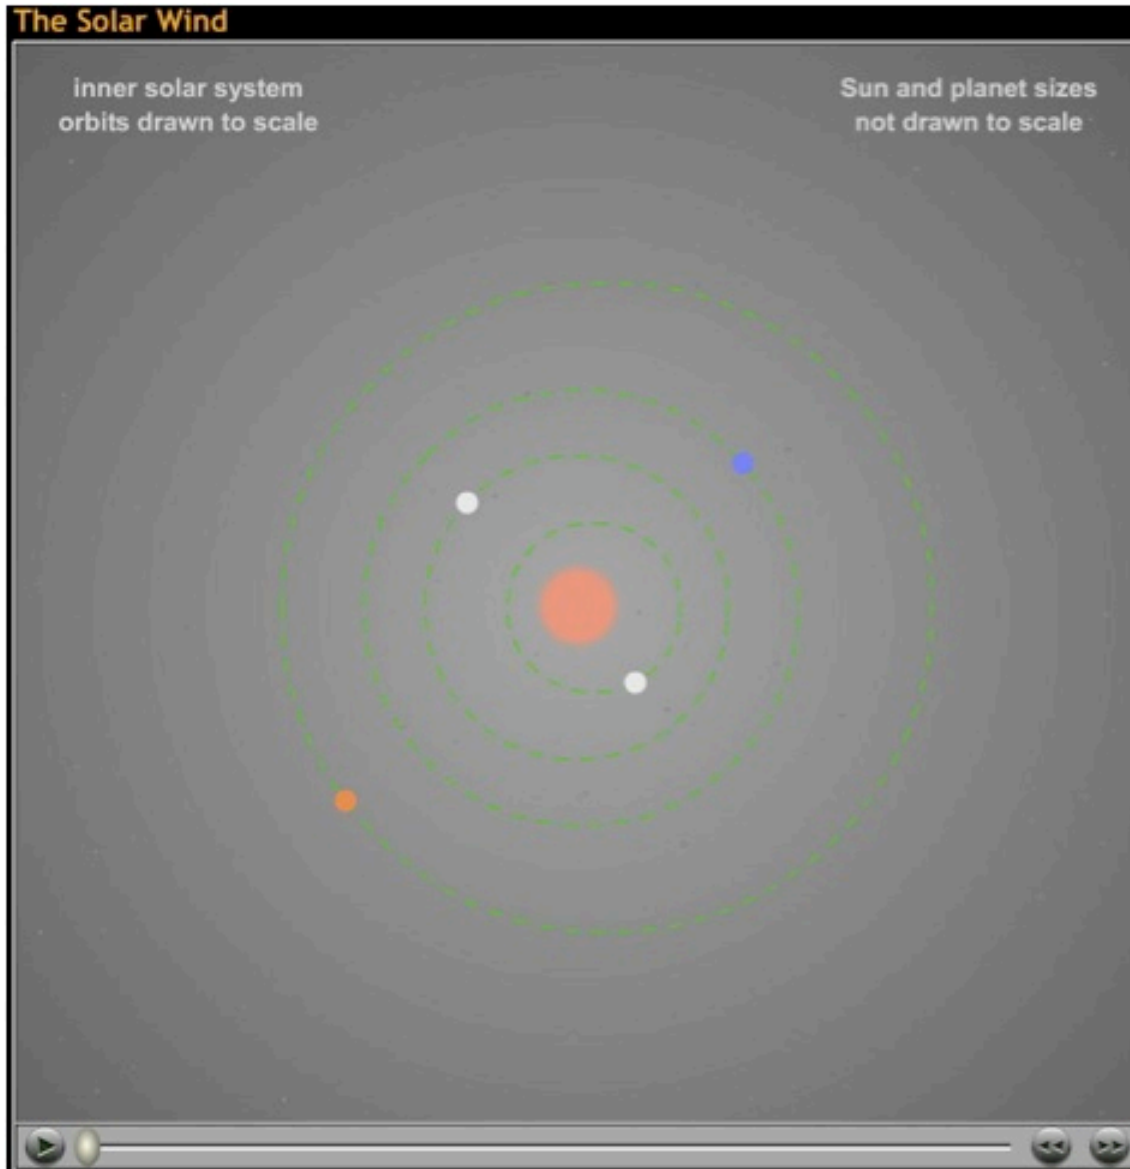 The Solar Wind
inner solar system
orbits drawn to scale
Sun and planet sizes
not drawn to scale